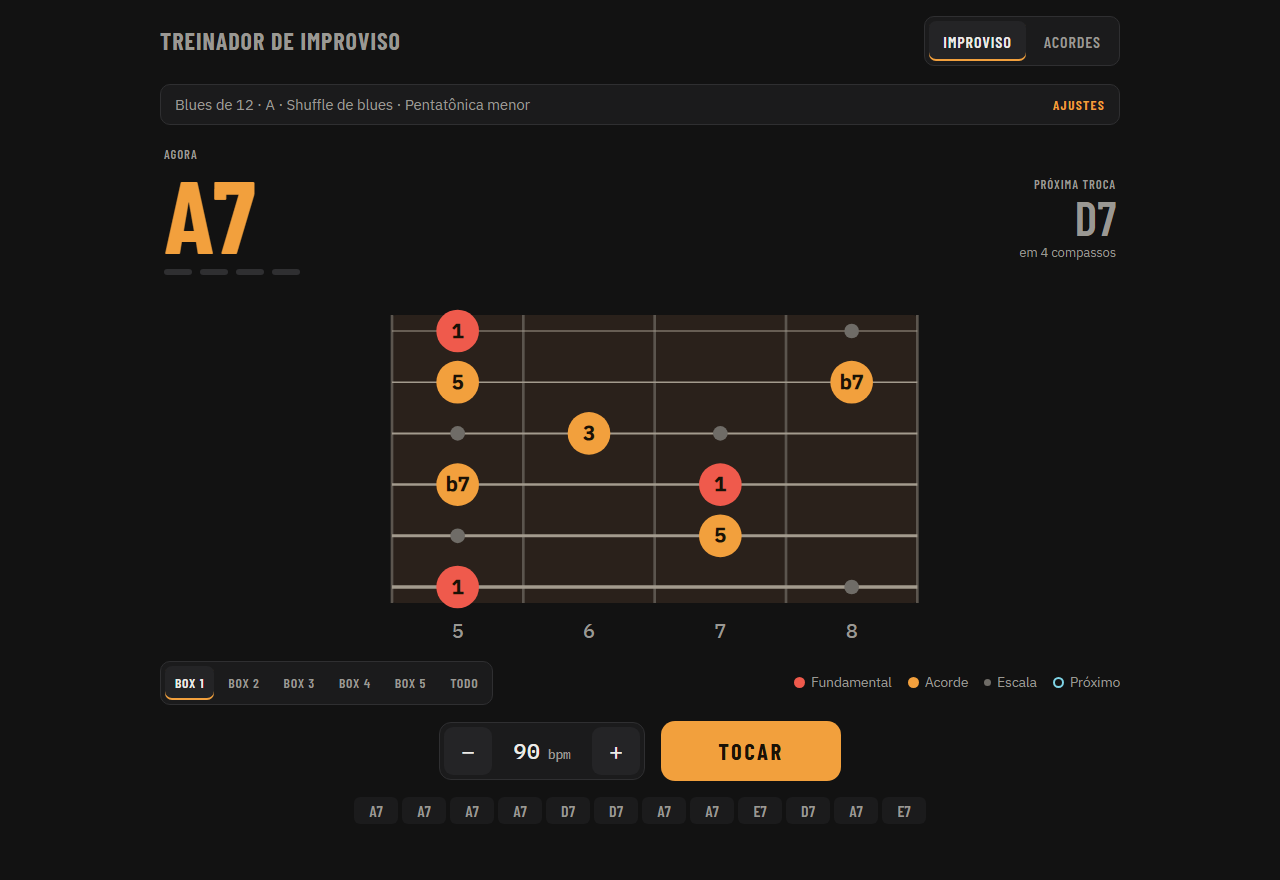 TREINADOR DE IMPROVISO
IMPROVISO ACORDES
Blues de 12 · A · Shuffle de blues · Pentatônica menor
AJUSTES
AGORA
A7
PRÓXIMA TROCA
D7
em 4 compassos
1
5 b7
3
b7 1
5
1
5 6 7 8
BOX 1 BOX 2 BOX 3 BOX 4 BOX 5 TODO
Fundamental Acorde Escala Próximo
− 90 bpm +
TOCAR
A7 A7 A7 A7 D7 D7 A7 A7 E7 D7 A7 E7